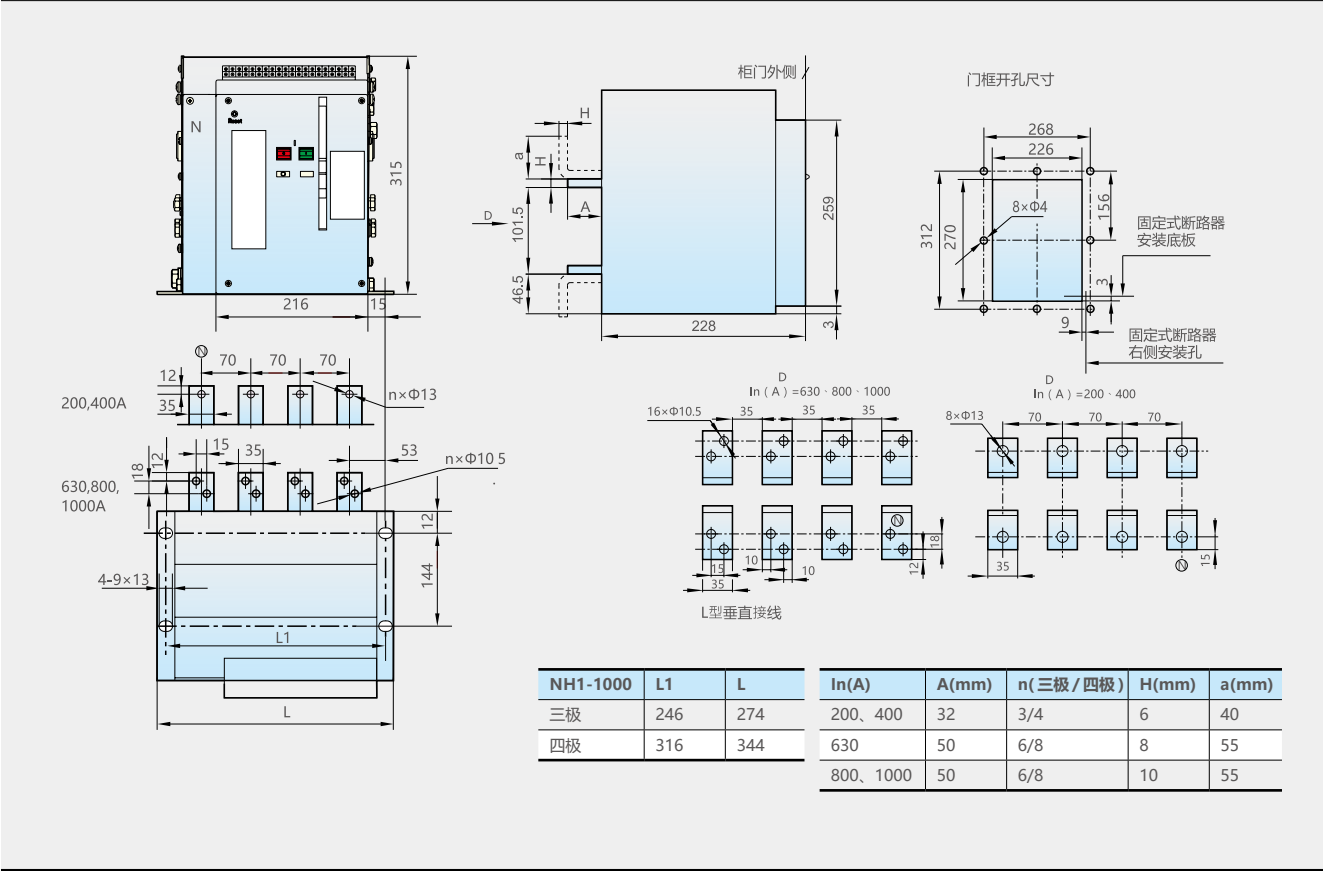 N
Reset
I
315
216
15
柜门外侧
H
a
H
A
D
101.5
46.5
259
228
3
门框开孔尺寸
268
226
8×Φ4
312
270
156
3
9
固定式断路器
安装底板
固定式断路器
右侧安装孔
N
70
70
70
12
35
200,400A
n×Φ13
15
35
53
18
12
630,800,
1000A
n×Φ10 5
.
12
144
4-9×13
L1
L
D
In（A）=630 · 800 · 1000
16×Φ10.5
35
35
35
N
10
10
15
35
18
12
L型垂直接线
D
In（A）=200 · 400
8×Φ13
70
70
70
35
15
N
NH1-1000 L1 L
三极 246 274
四极 316 344
In(A) A(mm) n(三极/四极) H(mm) a(mm)
200、400 32 3/4 6 40
630 50 6/8 8 55
800、1000 50 6/8 10 55